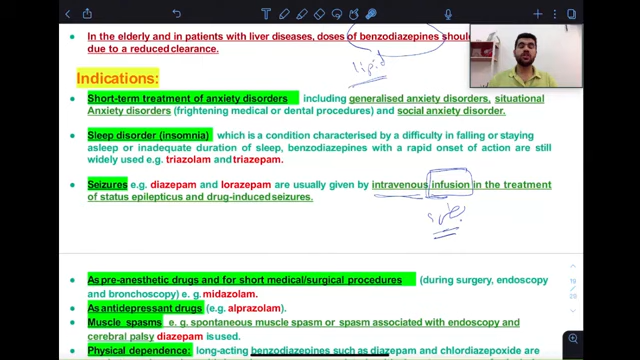 In the elderly and in patients with liver diseases, doses of benzodiazepines shoul
due to a reduced clearance.
lipid
Indications:
Short-term treatment of anxiety disorders including generalised anxiety disorders, situational
Anxiety disorders (frightening medical or dental procedures) and social anxiety disorder.
Sleep disorder (insomnia) which is a condition characterised by a difficulty in falling or staying
asleep or inadequate duration of sleep, benzodiazepines with a rapid onset of action are still
widely used e.g. triazolam and triazepam.
Seizures e.g. diazepam and lorazepam are usually given by intravenous infusion in the treatment
of status epilepticus and drug-induced seizures.
As pre-anesthetic drugs and for short medical/surgical procedures (during surgery, endoscopy
and bronchoscopy) e.g. midazolam.
As antidepressant drugs (e.g. alprazolam).
Muscle spasms e.g. spontaneous muscle spasm or spasm associated with endoscopy and
cerebral palsy diazepam is used.
Physical dependence: long-acting benzodiazepines such as diazepam and chlordiazepoxide are